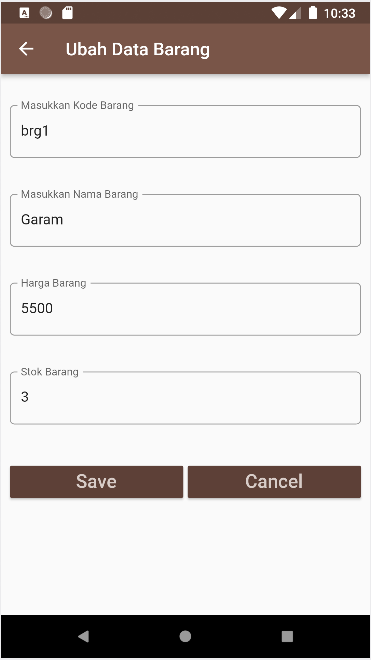 10:33
Ubah Data Barang
Masukkan Kode Barang
brg1
Masukkan Nama Barang
Garam
Harga Barang
5500
Stok Barang
3
Save Cancel